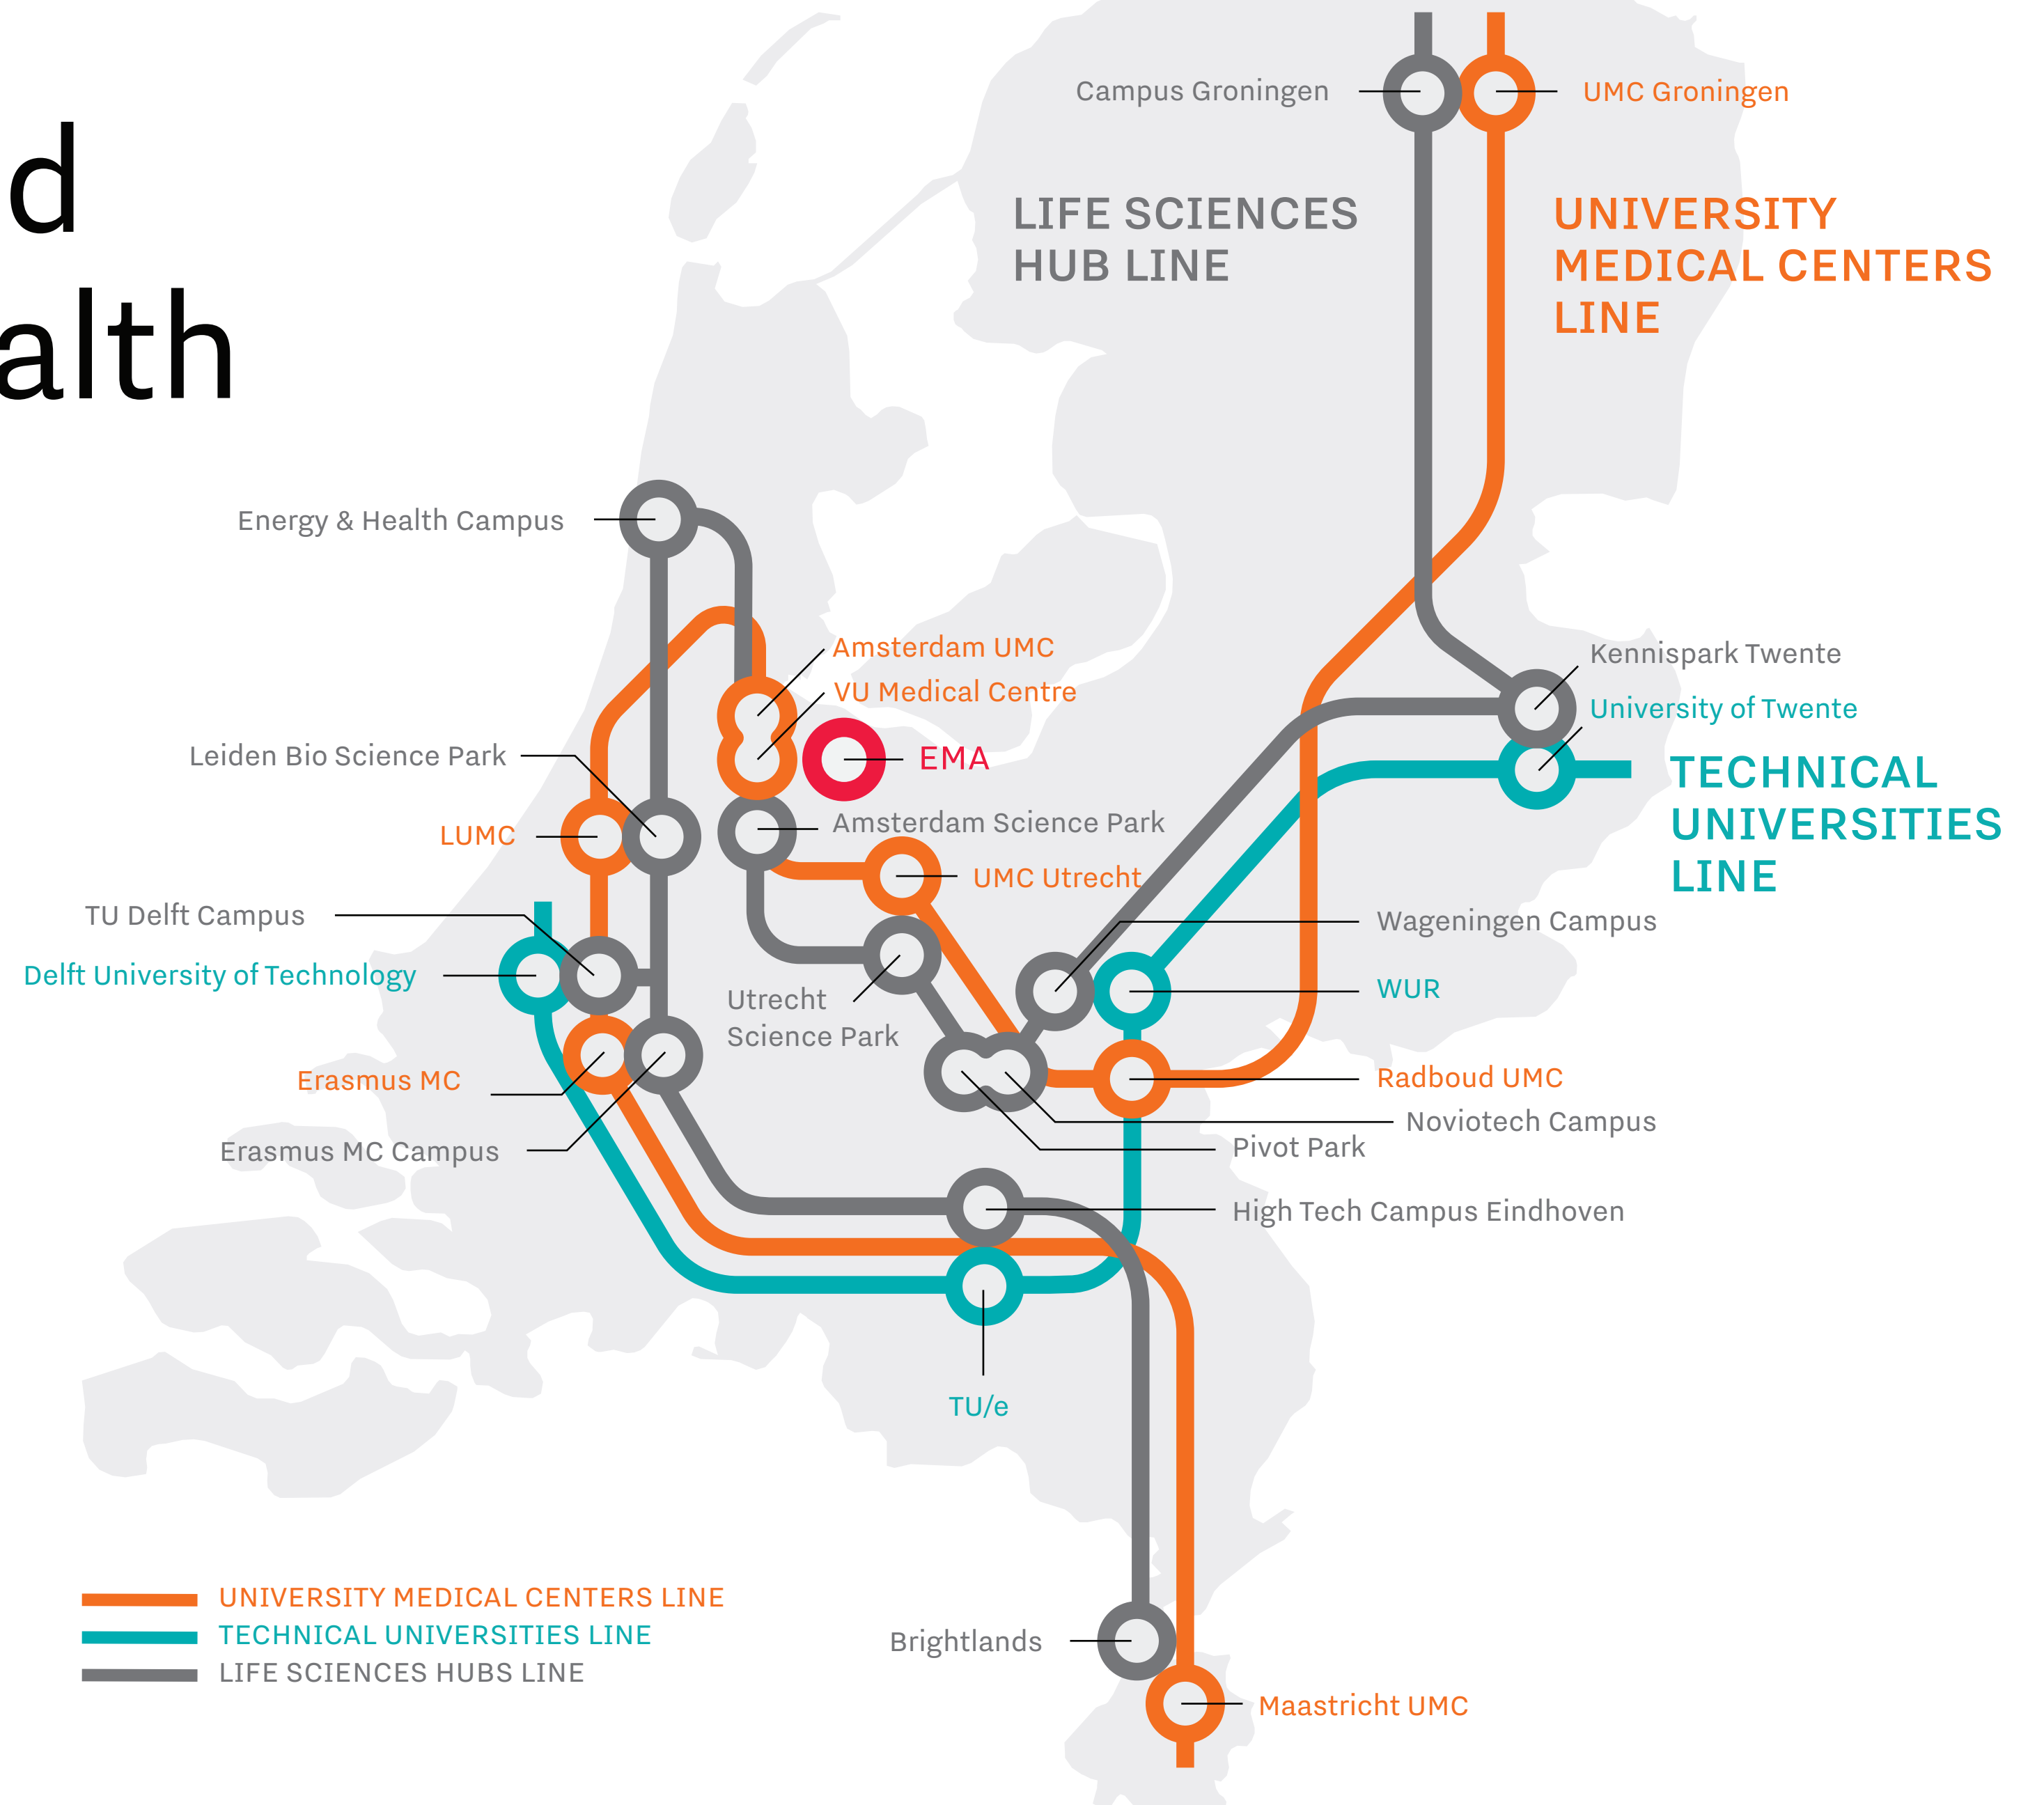 d
alth
Campus Groningen
UMC Groningen
LIFE SCIENCES
HUB LINE
UNIVERSITY
MEDICAL CENTERS
LINE
Energy & Health Campus
Amsterdam UMC
VU Medical Centre
Kennispark Twente
University of Twente
Leiden Bio Science Park
EMA
TECHNICAL
UNIVERSITIES
LINE
LUMC
Amsterdam Science Park
UMC Utrecht
TU Delft Campus
Wageningen Campus
Delft University of Technology
WUR
Utrecht
Science Park
Erasmus MC
Radboud UMC
Noviotech Campus
Erasmus MC Campus
Pivot Park
High Tech Campus Eindhoven
TU/e
UNIVERSITY MEDICAL CENTERS LINE
TECHNICAL UNIVERSITIES LINE
LIFE SCIENCES HUBS LINE
Brightlands
Maastricht UMC